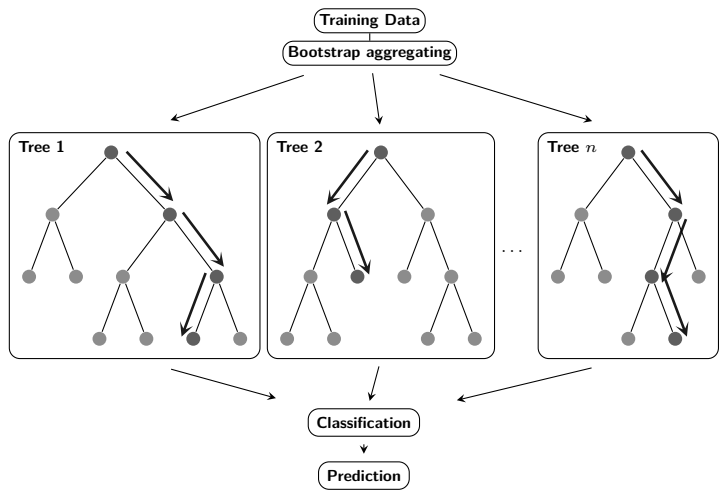 Training Data
Bootstrap aggregating
Tree 1
Tree 2
Tree n
...
Classification
Prediction